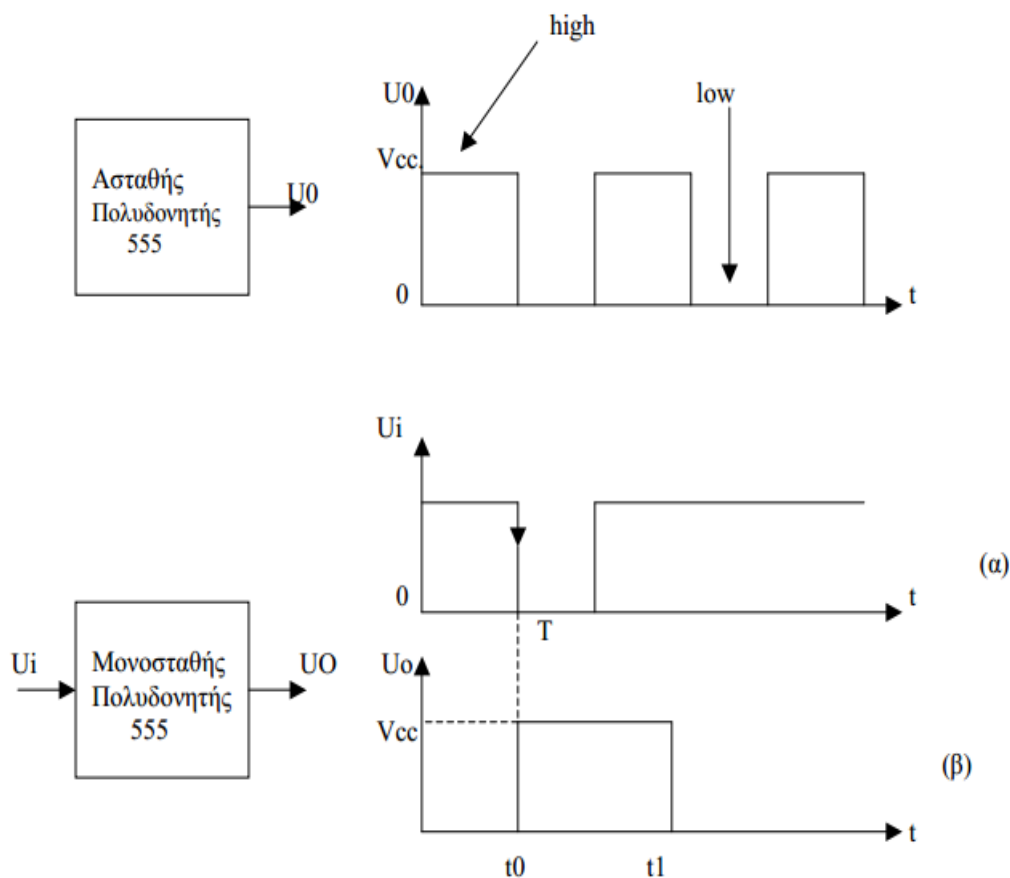 high
U0
low
Vcc
Ασταθής
Πολυδονητής
555
U0
0
t
Ui
0
t
(α)
T
Ui
Μονοσταθής
Πολυδονητής
555
UO
Uo
Vcc
(β)
t
t0
t1